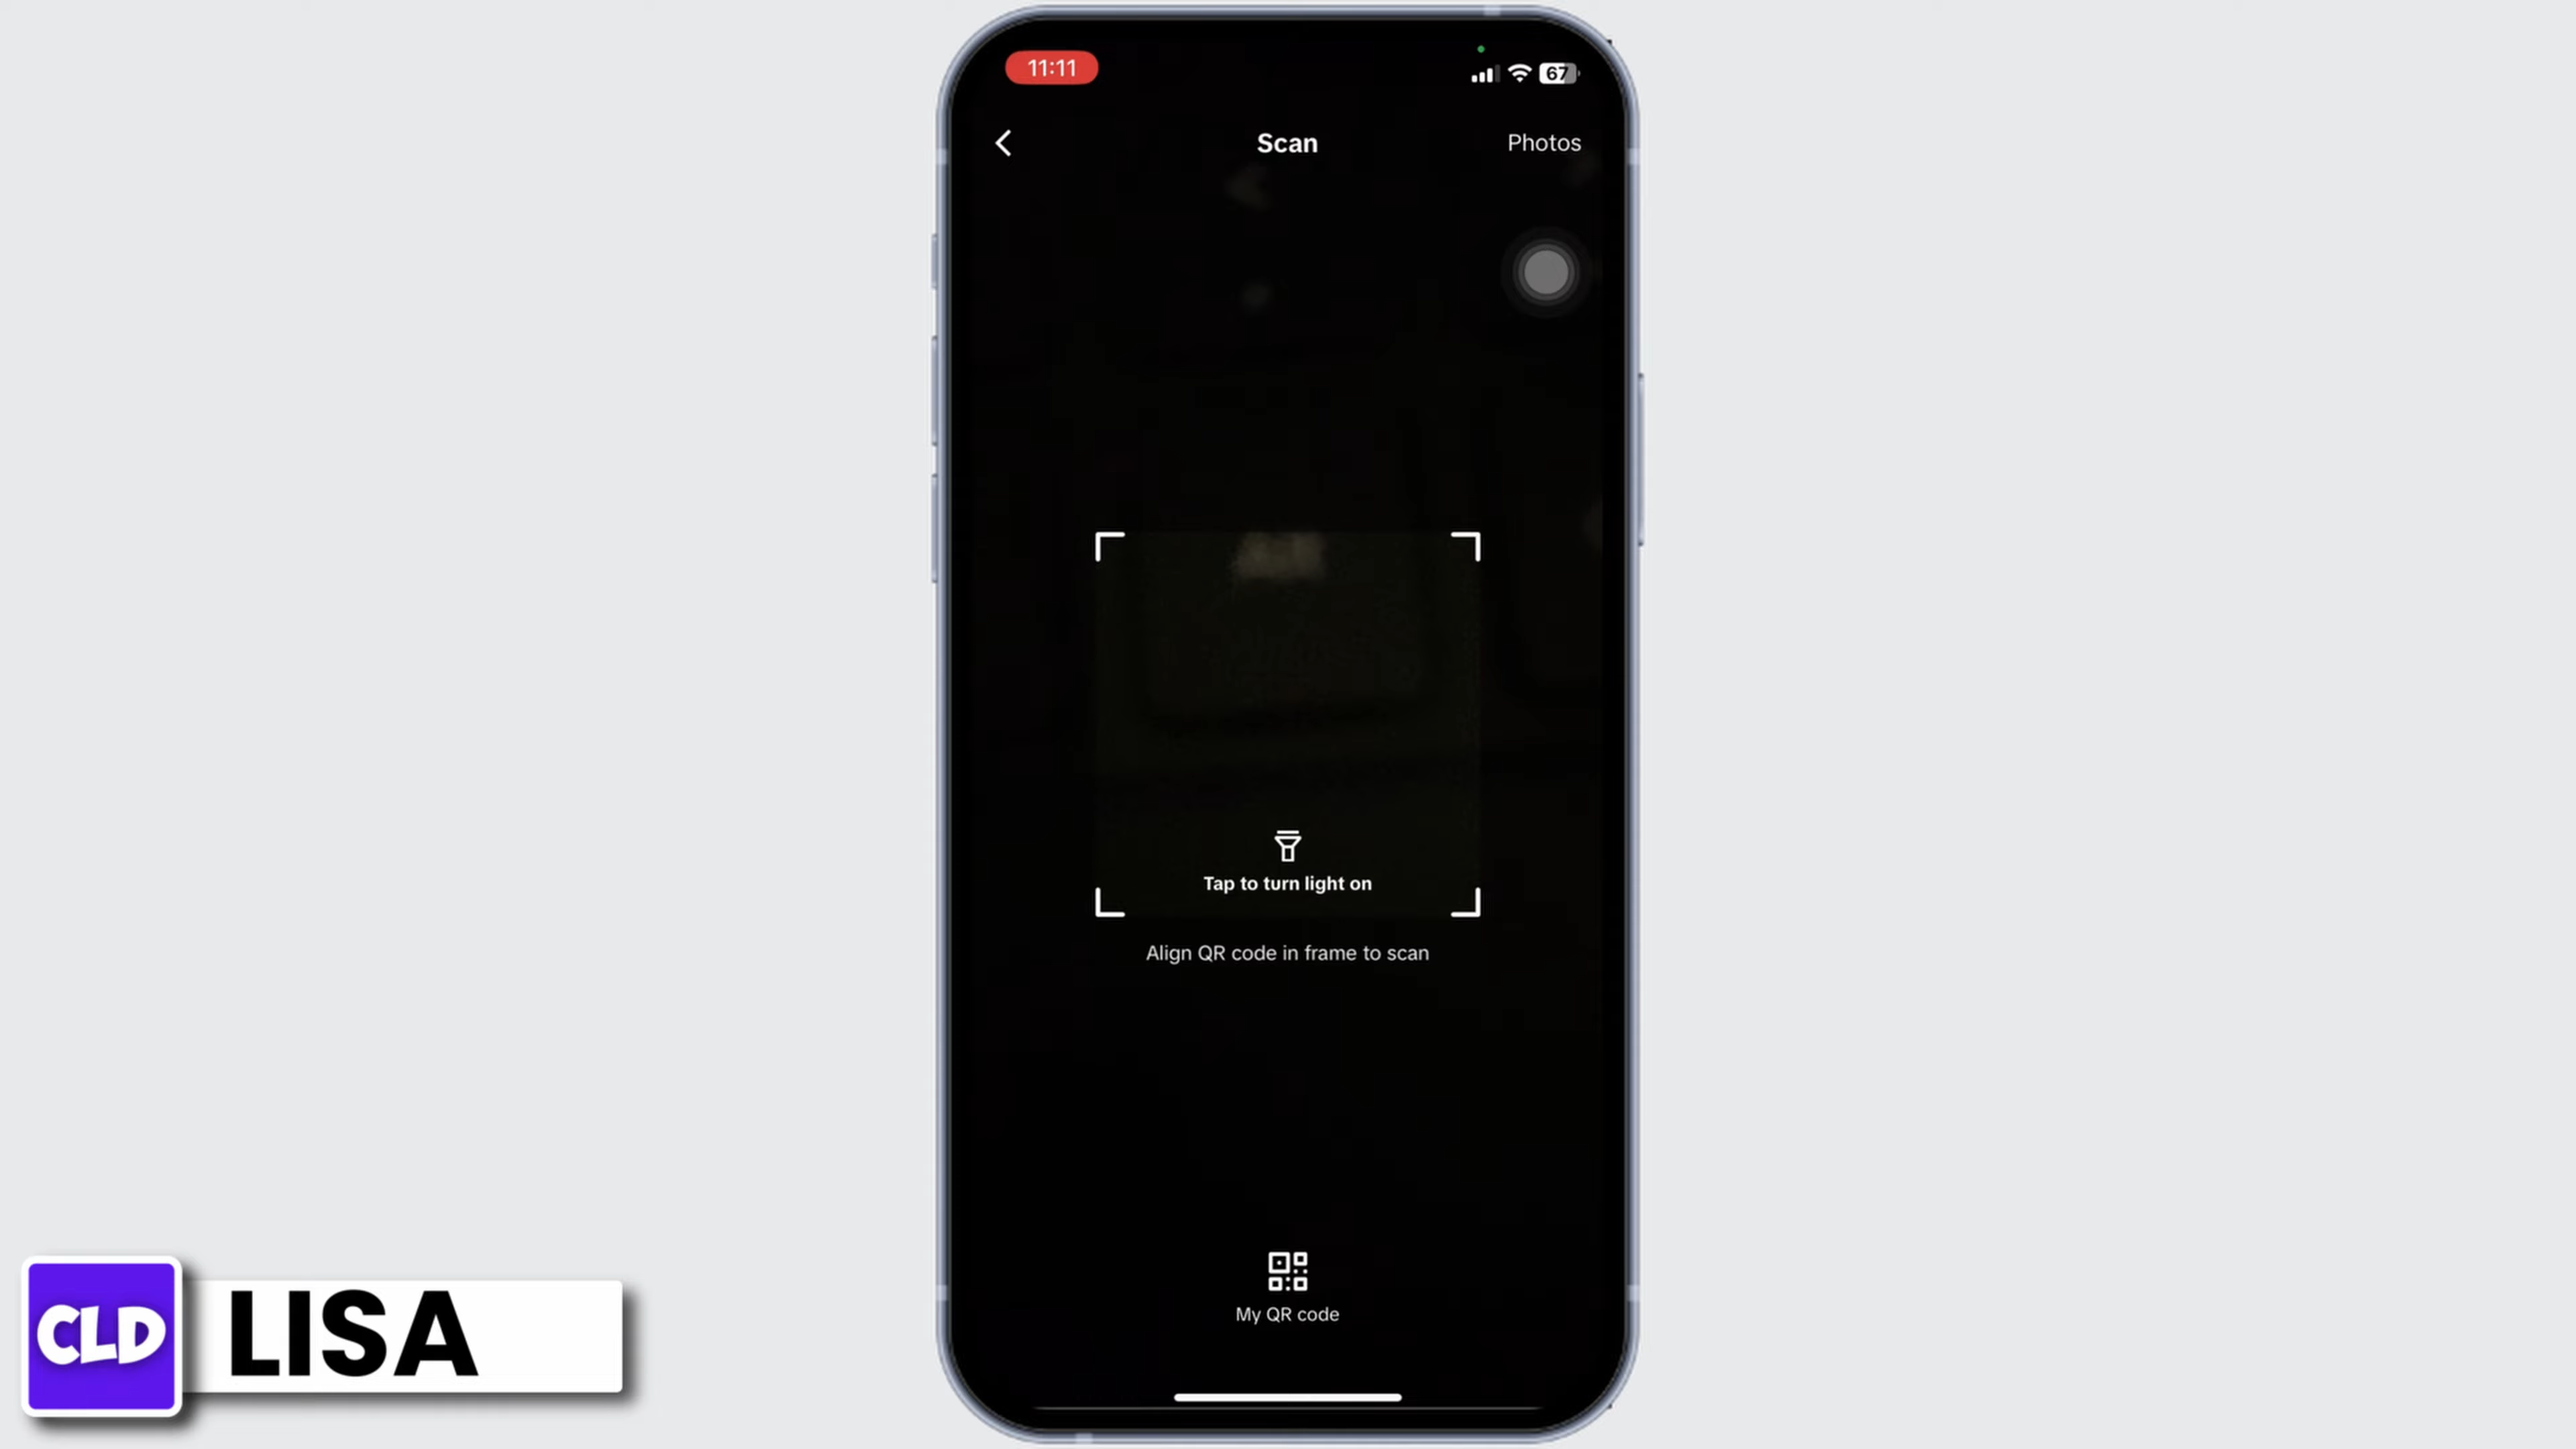 11:11
67
Scan
Photos
Tap to turn light on
Align QR code in frame to scan
My QR code
CLD
LISA